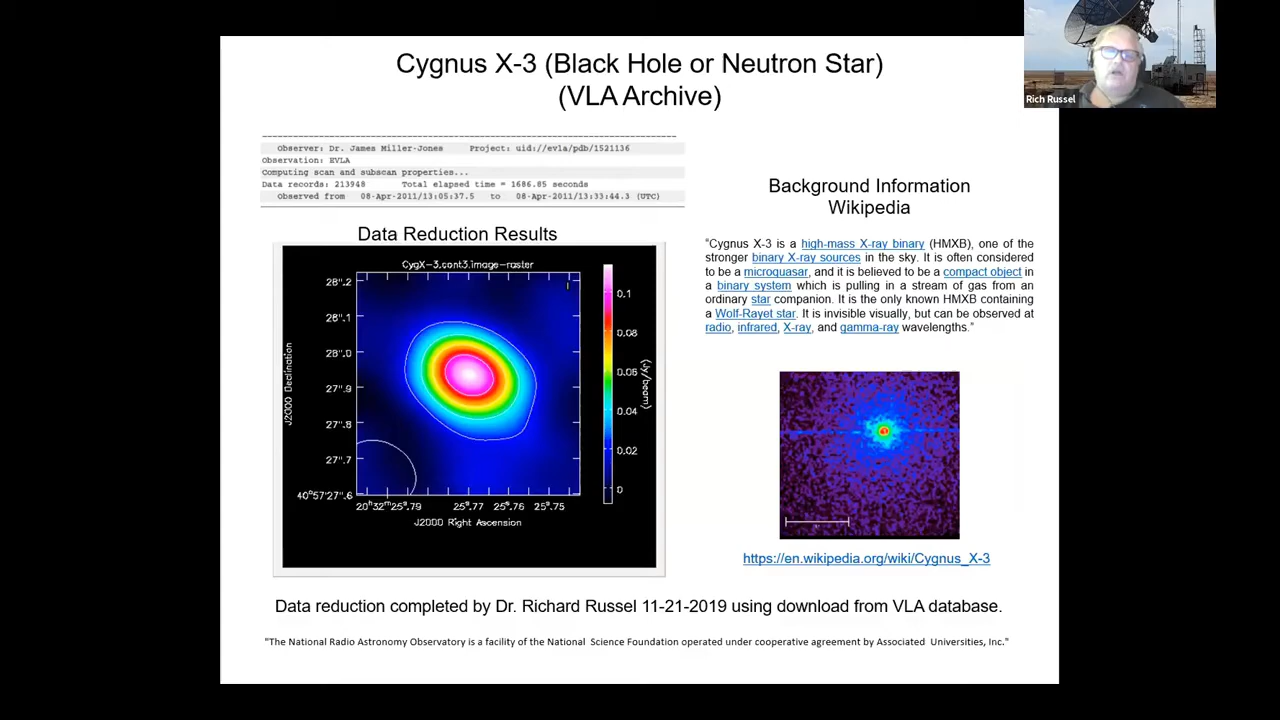 Cygnus X-3 (Black Hole or Neutron Star)
(VLA Archive)
Rich Russel
Observer: Dr. James Miller-Jones Project: uid://evla/pdb/1521136
Observation: EVLA
Computing scan and subscan properties...
Data records: 213948 Total elapsed time = 1686.85 seconds
Observed from 08-Apr-2011/13:05:37.5 to 08-Apr-2011/13:33:44.3 (UTC)
Data Reduction Results
CygX-3.cont3.image-raster
28".2
28".1
28".0
27".9
27".8
27".7
40°57'27".6
J2000 Declination
20ʰ32ᵐ25ˢ.79 25ˢ.77 25ˢ.76 25ˢ.75
J2000 Right Ascension
0.1
0.08
0.06
0.04
0.02
0
(Jy/beam)
Background Information
Wikipedia
"Cygnus X-3 is a high-mass X-ray binary (HMXB), one of the
stronger binary X-ray sources in the sky. It is often considered
to be a microquasar, and it is believed to be a compact object in
a binary system which is pulling in a stream of gas from an
ordinary star companion. It is the only known HMXB containing
a Wolf-Rayet star. It is invisible visually, but can be observed at
radio, infrared, X-ray, and gamma-ray wavelengths."
https://en.wikipedia.org/wiki/Cygnus_X-3
Data reduction completed by Dr. Richard Russel 11-21-2019 using download from VLA database.
"The National Radio Astronomy Observatory is a facility of the National Science Foundation operated under cooperative agreement by Associated Universities, Inc."